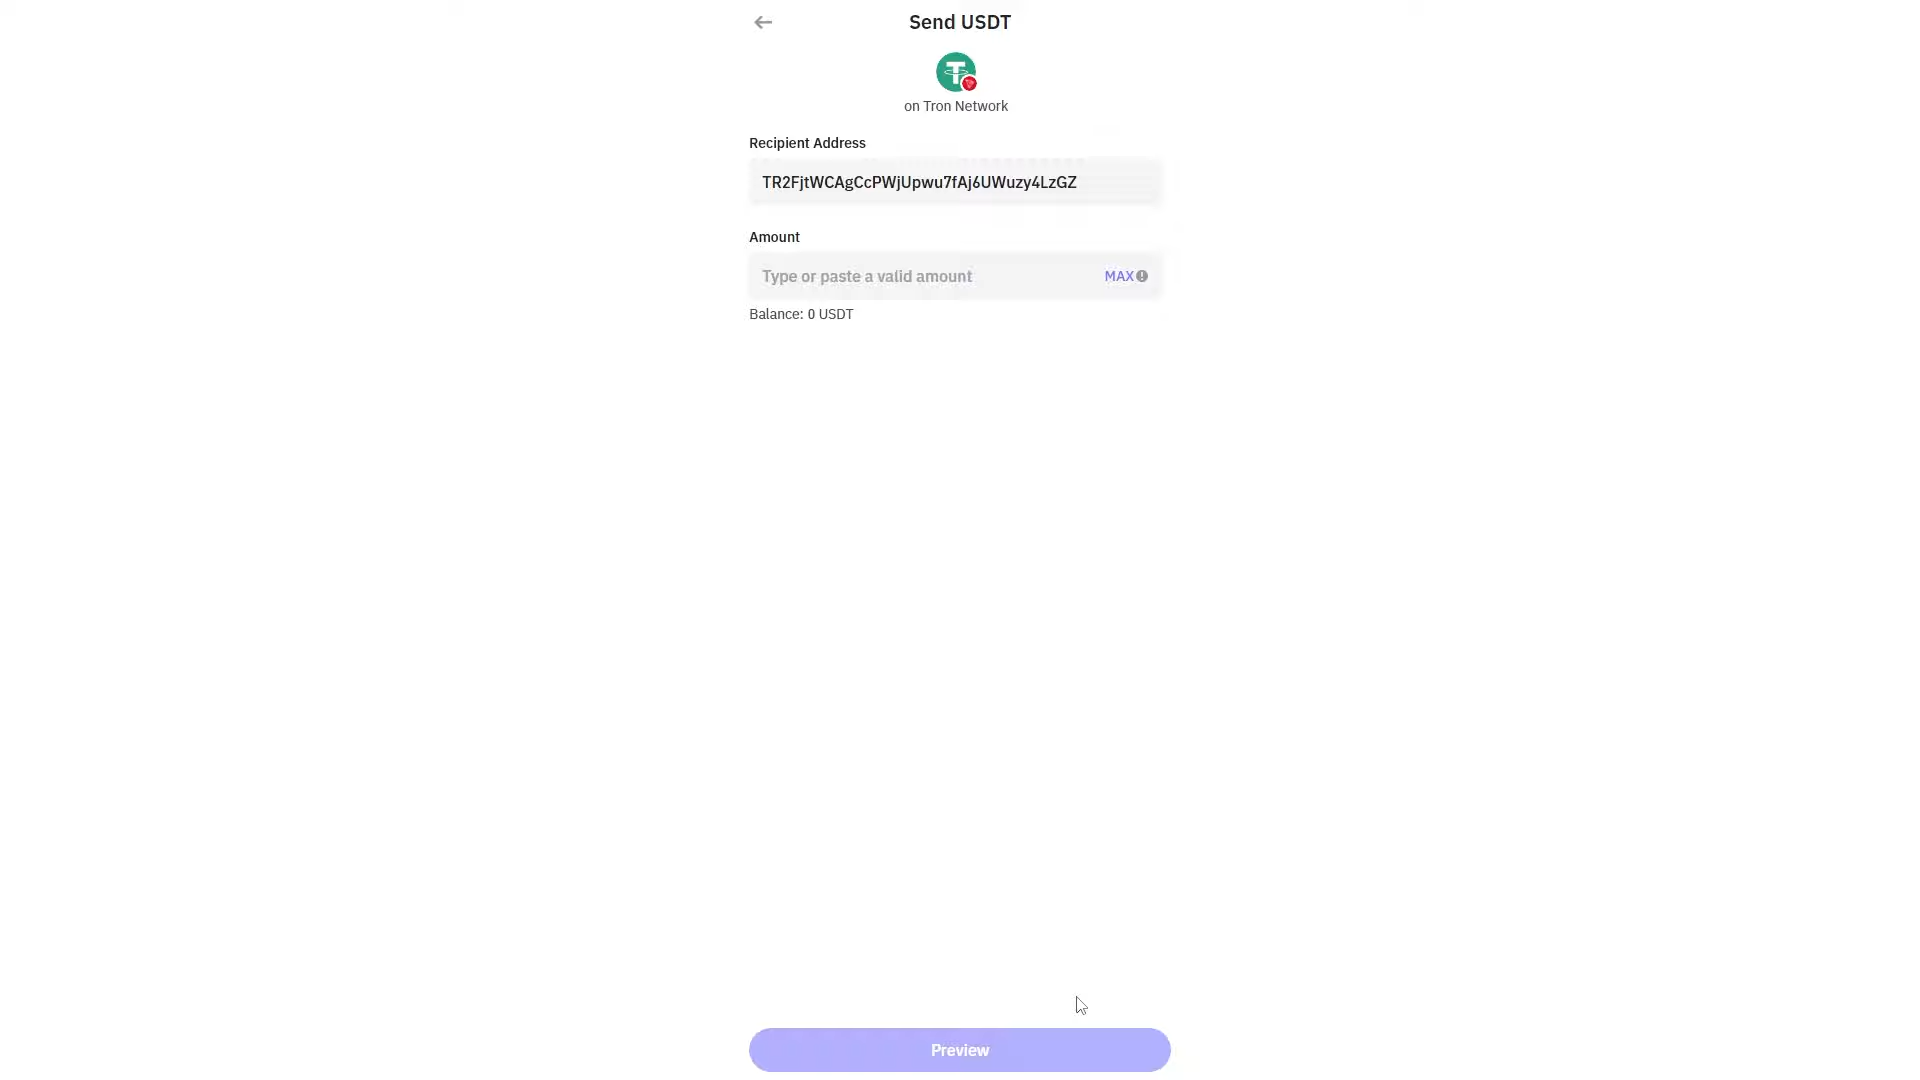 Send USDT
on Tron Network
Recipient Address
TR2FjtWCAgCcPWjUpwu7fAj6UWuzy4LzGZ
Amount
Type or paste a valid amount
MAX
Balance: 0 USDT
Preview